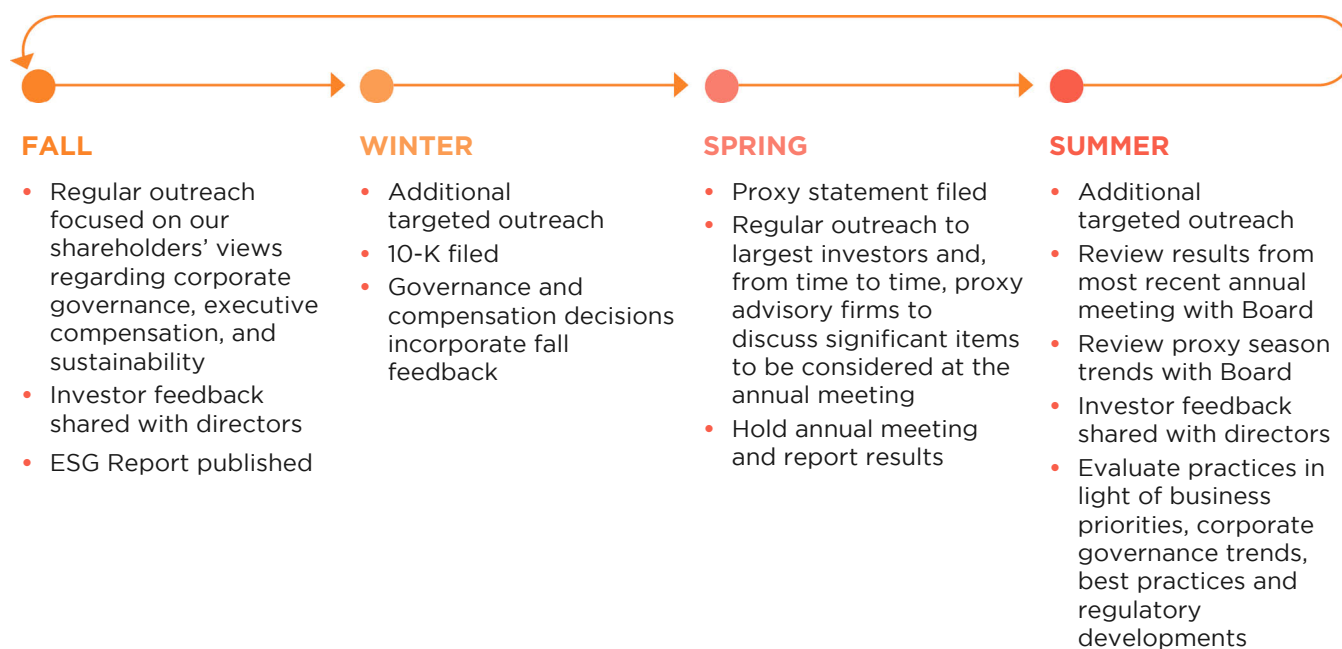 FALL
• Regular outreach
focused on our
shareholders’ views
regarding corporate
governance, executive
compensation, and
sustainability
• Investor feedback
shared with directors
• ESG Report published
WINTER
• Additional
targeted outreach
• 10-K filed
• Governance and
compensation decisions
incorporate fall
feedback
SPRING
• Proxy statement filed
• Regular outreach to
largest investors and,
from time to time, proxy
advisory firms to
discuss significant items
to be considered at the
annual meeting
• Hold annual meeting
and report results
SUMMER
• Additional
targeted outreach
• Review results from
most recent annual
meeting with Board
• Review proxy season
trends with Board
• Investor feedback
shared with directors
• Evaluate practices in
light of business
priorities, corporate
governance trends,
best practices and
regulatory
developments